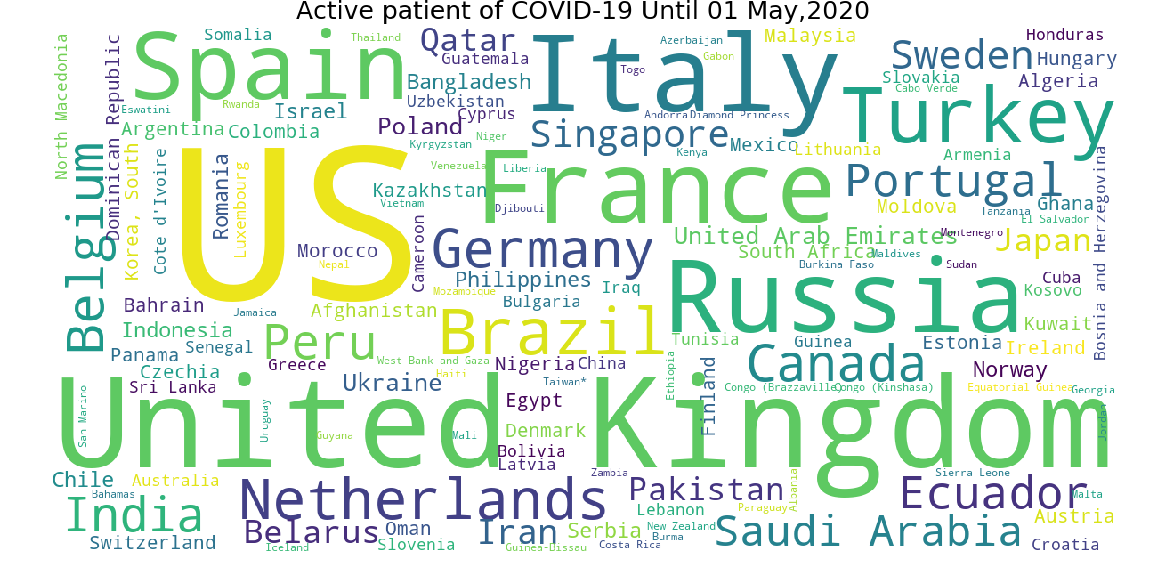 Active patient of COVID-19 Until 01 May,2020
North Macedonia
Dominican Republic
Somalia
Thailand
Spain
Qatar
Guatemala
Bangladesh
Uzbekistan
Cyprus
Italy
Togo
Azerbaijan
Gabon
Malaysia
Sweden
Honduras
Hungary
Slovakia
Algeria
Cabo Verde
Turkey
Eswatini
Rwanda
Israel
Argentina
Colombia
Poland
Kyrgyzstan
Niger
Singapore
Andorra
Diamond Princess
Mexico
Kenya
Lithuania
Armenia
Belgium
Korea, South
Cote d'Ivoire
Romania
Luxembourg
US
Venezuela
Liberia
Kazakhstan
Vietnam
France
Djibouti
Portugal
Moldova
Tanzania
Ghana
El Salvador
Bosnia and Herzegovina
Morocco
Nepal
Cameroon
Germany
United Arab Emirates
Montenegro
Japan
South Africa
Maldives
Burkina Faso
Sudan
Philippines
Iraq
Mozambique
Bulgaria
Russia
Cuba
Kosovo
Bahrain
Jamaica
Afghanistan
Indonesia
Peru
Brazil
Tunisia
Guinea
Estonia
Kuwait
Ireland
Panama
Senegal
Czechia
Greece
West Bank and Gaza
Haiti
Nigeria
China
Taiwan*
Ethiopia
Finland
Canada
Norway
Sri Lanka
Ukraine
Congo (Brazzaville)
Congo (Kinshasa)
Equatorial Guinea
Georgia
Jordan
San Marino
United Kingdom
Uruguay
Guyana
Mali
Egypt
Denmark
Bolivia
Latvia
Zambia
Sierra Leone
Chile
Australia
Bahamas
Netherlands
Pakistan
Albania
Ecuador
Malta
India
Belarus
Oman
Iran
Serbia
Lebanon
Paraguay
New Zealand
Burma
Saudi Arabia
Austria
Switzerland
Iceland
Slovenia
Guinea-Bissau
Costa Rica
Croatia